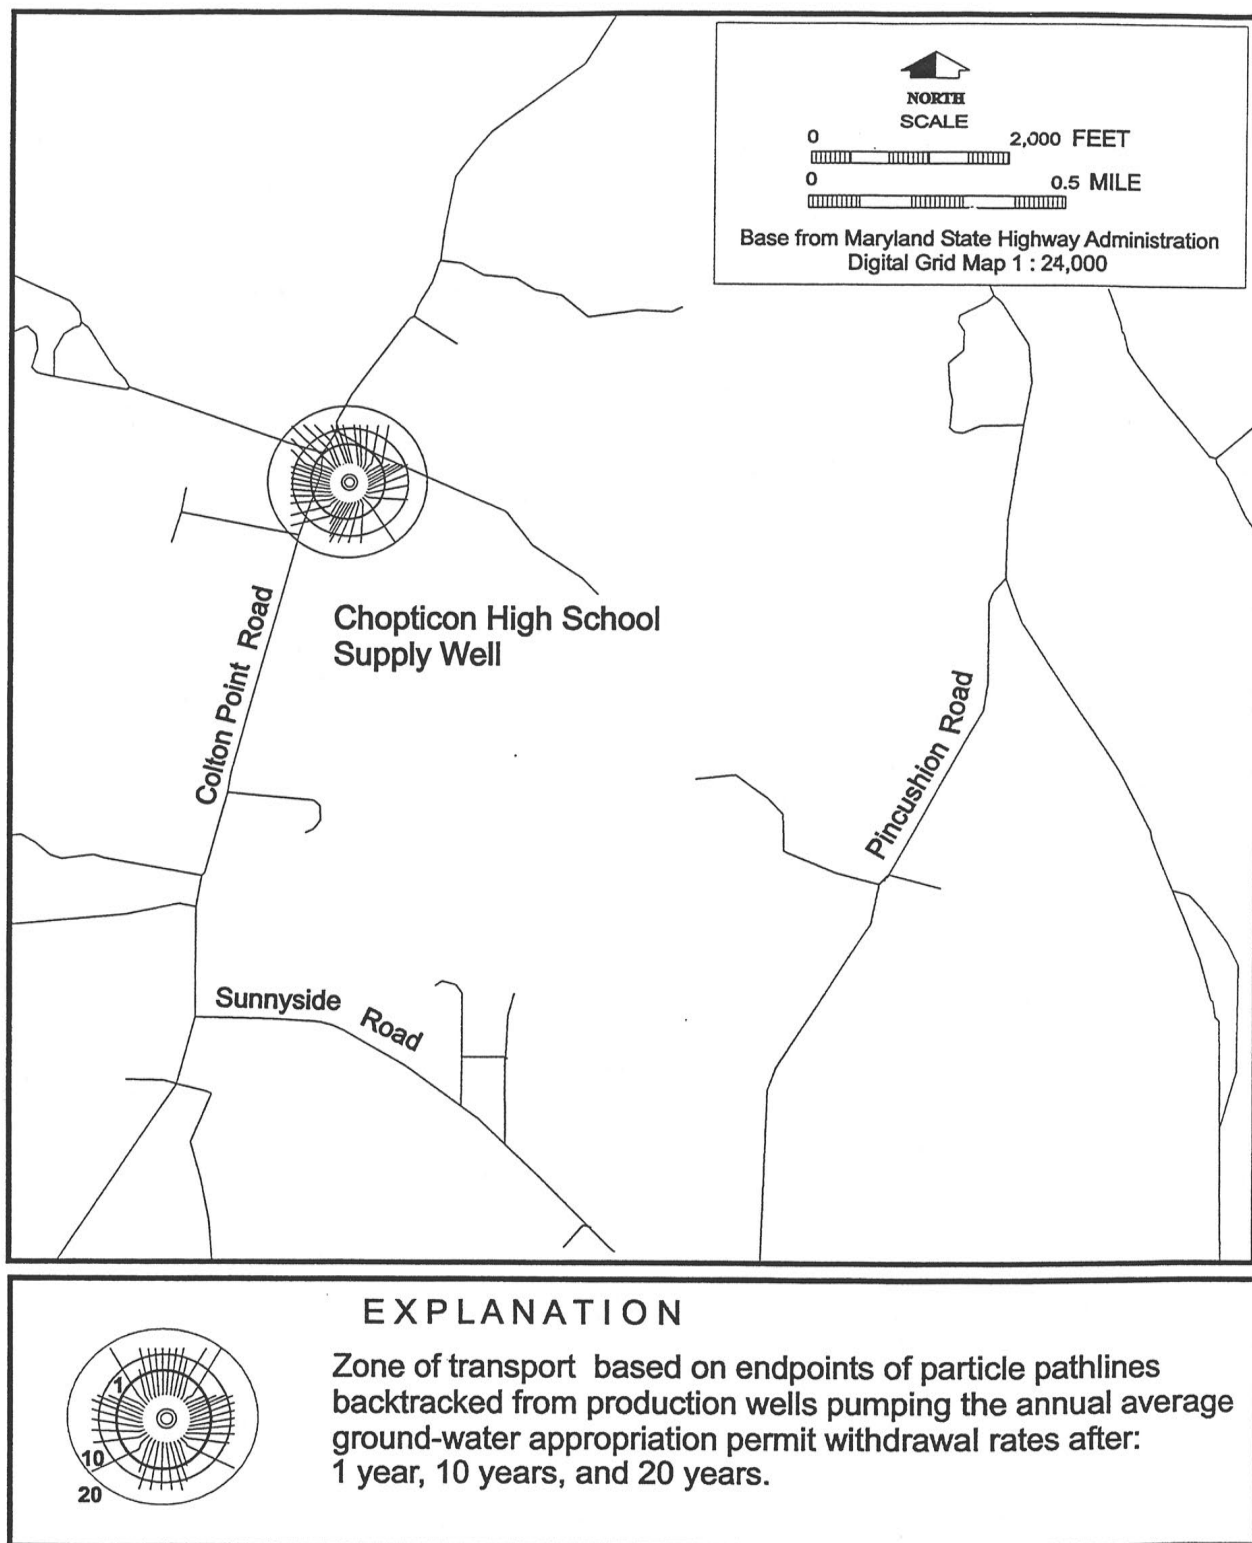 NORTH
SCALE
0 2,000 FEET
0 0.5 MILE
Base from Maryland State Highway Administration
Digital Grid Map 1 : 24,000
Chopticon High School
Supply Well
Colton Point Road
Pincushion Road
Sunnyside Road
EXPLANATION
1
10
20
Zone of transport based on endpoints of particle pathlines
backtracked from production wells pumping the annual average
ground-water appropriation permit withdrawal rates after:
1 year, 10 years, and 20 years.